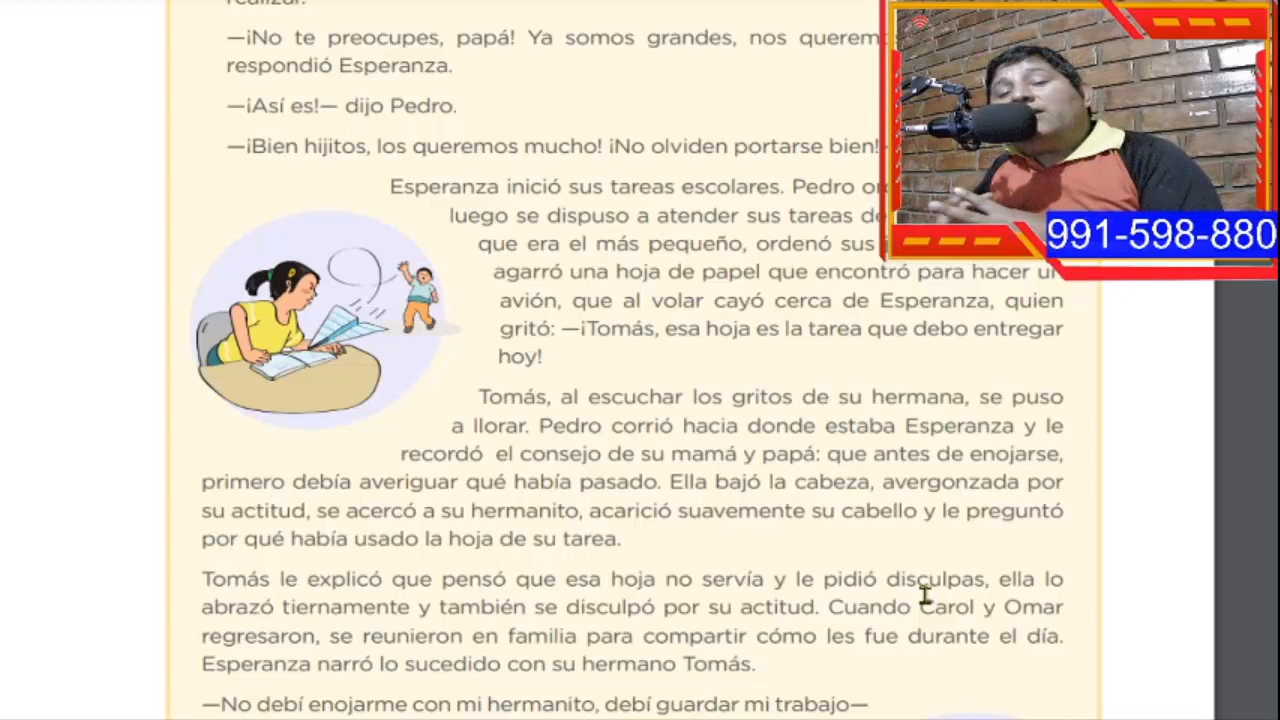 realizar.
—¡No te preocupes, papá! Ya somos grandes, nos
respondió Esperanza.
—¡Así es!— dijo Pedro.
—¡Bien hijitos, los queremos mucho! ¡No olviden portarse bien!
Esperanza inició sus tareas escolares. Pedro
luego se dispuso a atender sus tareas de
que era el más pequeño, ordenó sus
agarró una hoja de papel que encontró para hacer un
avión, que al volar cayó cerca de Esperanza, quien
gritó: —¡Tomás, esa hoja es la tarea que debo entregar
hoy!
Tomás, al escuchar los gritos de su hermana, se puso
a llorar. Pedro corrió hacia donde estaba Esperanza y le
recordó el consejo de su mamá y papá: que antes de enojarse,
primero debía averiguar qué había pasado. Ella bajó la cabeza, avergonzada por
su actitud, se acercó a su hermanito, acarició suavemente su cabello y le preguntó
por qué había usado la hoja de su tarea.
Tomás le explicó que pensó que esa hoja no servía y le pidió disculpas, ella lo
abrazó tiernamente y también se disculpó por su actitud. Cuando Carol y Omar
regresaron, se reunieron en familia para compartir cómo les fue durante el día.
Esperanza narró lo sucedido con su hermano Tomás.
—No debí enojarme con mi hermanito, debí guardar mi trabajo—
991-598-880